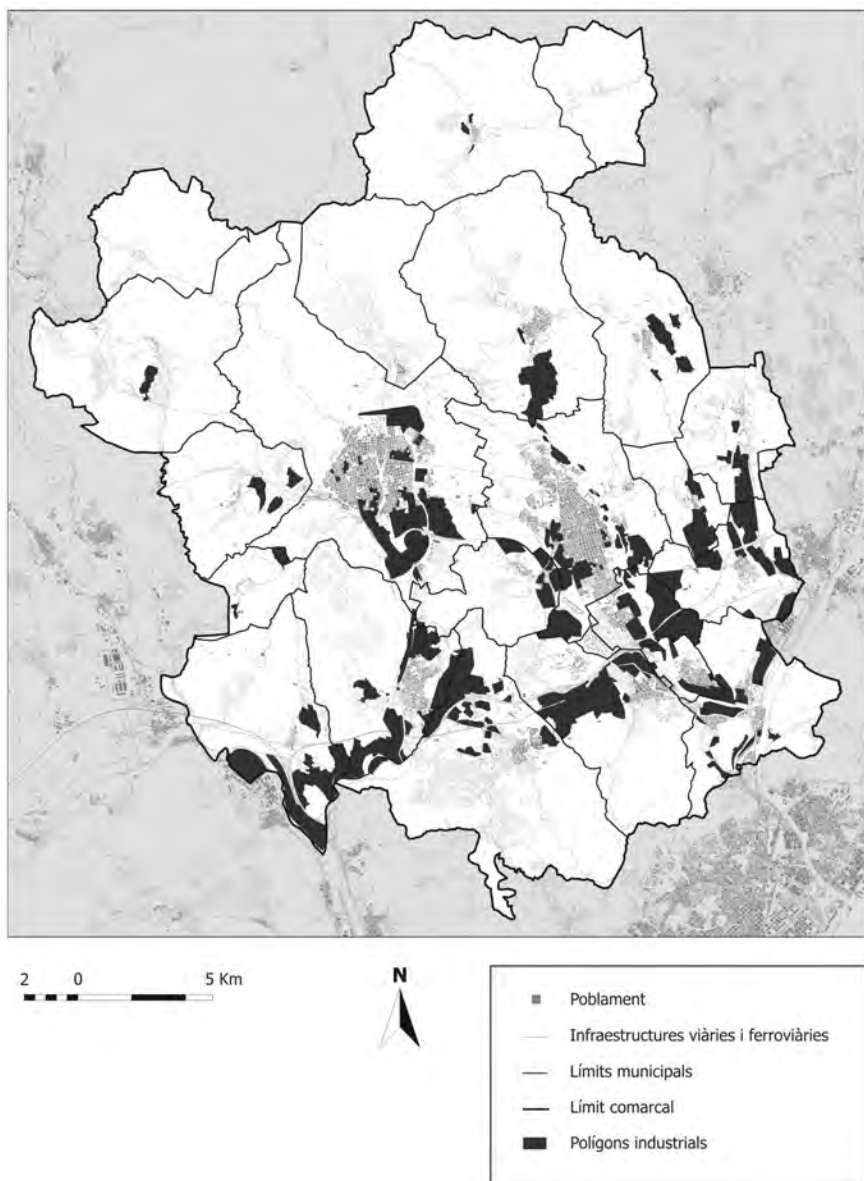 2 0 5 Km
N
Poblament
Infraestructures viàries i ferroviàries
Límits municipals
Límit comarcal
Polígons industrials